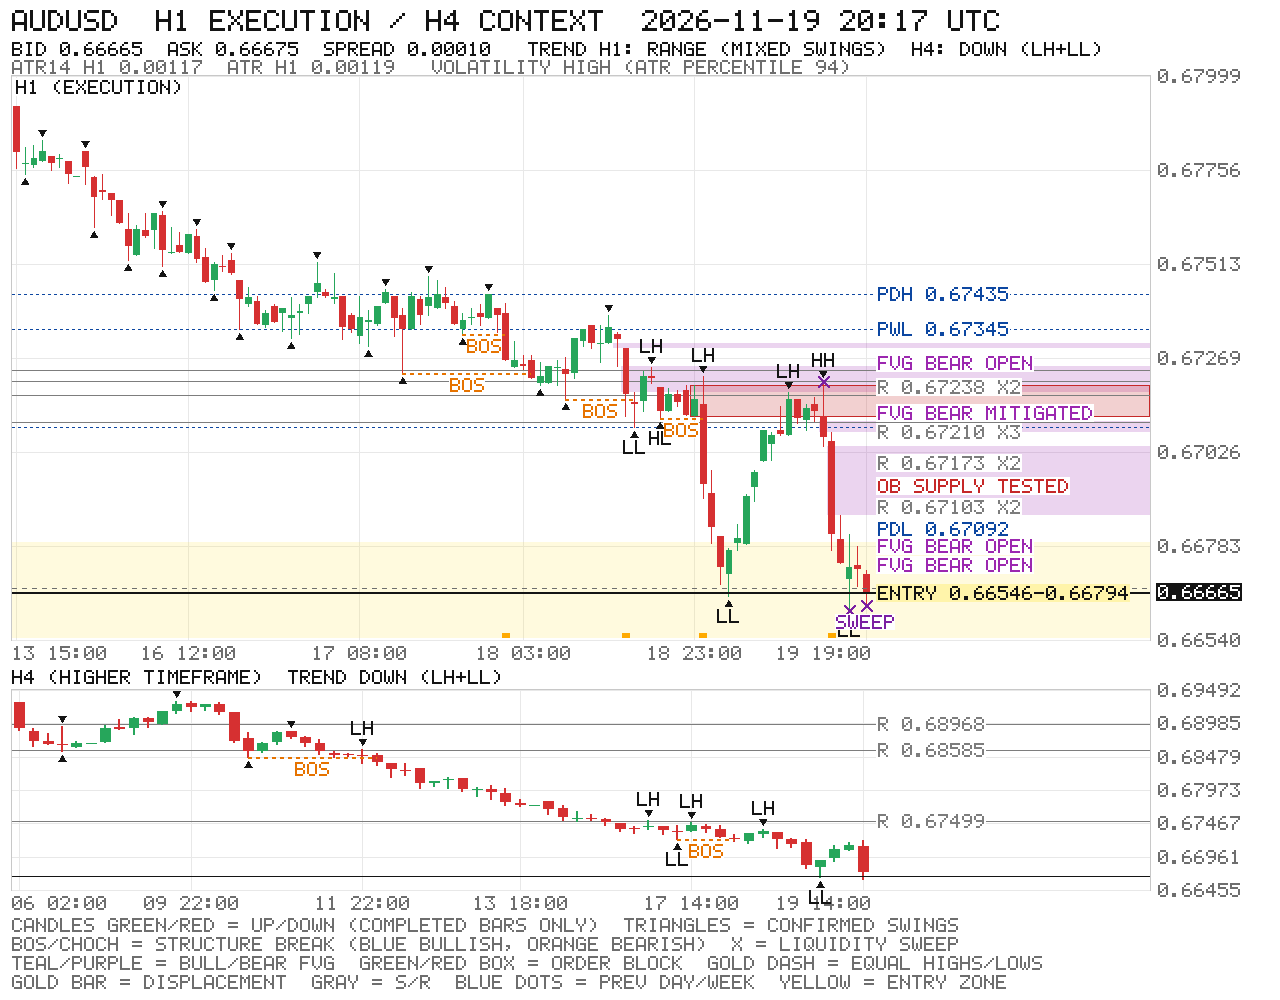 AUDUSD  H1 EXECUTION / H4 CONTEXT  2026-11-19 20:17 UTC
BID 0.66665  ASK 0.66675  SPREAD 0.00010   TREND H1: RANGE (MIXED SWINGS)  H4: DOWN (LH+LL)
ATR14 H1 0.00117  ATR H1 0.00119   VOLATILITY HIGH (ATR PERCENTILE 94)
H1 (EXECUTION)
0.67999
0.67756
0.67513
PDH 0.67435
PWL 0.67345
BOS
LH
LH
HH
FVG BEAR OPEN
0.67269
LH
BOS
R 0.67238 X2
BOS
FVG BEAR MITIGATED
BOS
R 0.67210 X3
LL
HL
0.67026
R 0.67173 X2
OB SUPPLY TESTED
R 0.67103 X2
PDL 0.67092
FVG BEAR OPEN
0.66783
FVG BEAR OPEN
ENTRY 0.66546-0.66794
0.66665
LL
SWEEP
LL
0.66540
13 15:00  16 12:00  17 08:00  18 03:00  18 23:00  19 19:00
H4 (HIGHER TIMEFRAME)  TREND DOWN (LH+LL)
0.69492
R 0.68968
0.68985
LH
R 0.68585
0.68479
BOS
0.67973
LH
LH
LH
R 0.67499
0.67467
LL
BOS
0.66961
0.66455
LL
06 02:00  09 22:00  11 22:00  13 18:00  17 14:00  19 14:00
CANDLES GREEN/RED = UP/DOWN (COMPLETED BARS ONLY)  TRIANGLES = CONFIRMED SWINGS
BOS/CHOCH = STRUCTURE BREAK (BLUE BULLISH, ORANGE BEARISH)  X = LIQUIDITY SWEEP
TEAL/PURPLE = BULL/BEAR FVG  GREEN/RED BOX = ORDER BLOCK  GOLD DASH = EQUAL HIGHS/LOWS
GOLD BAR = DISPLACEMENT  GRAY = S/R  BLUE DOTS = PREV DAY/WEEK  YELLOW = ENTRY ZONE